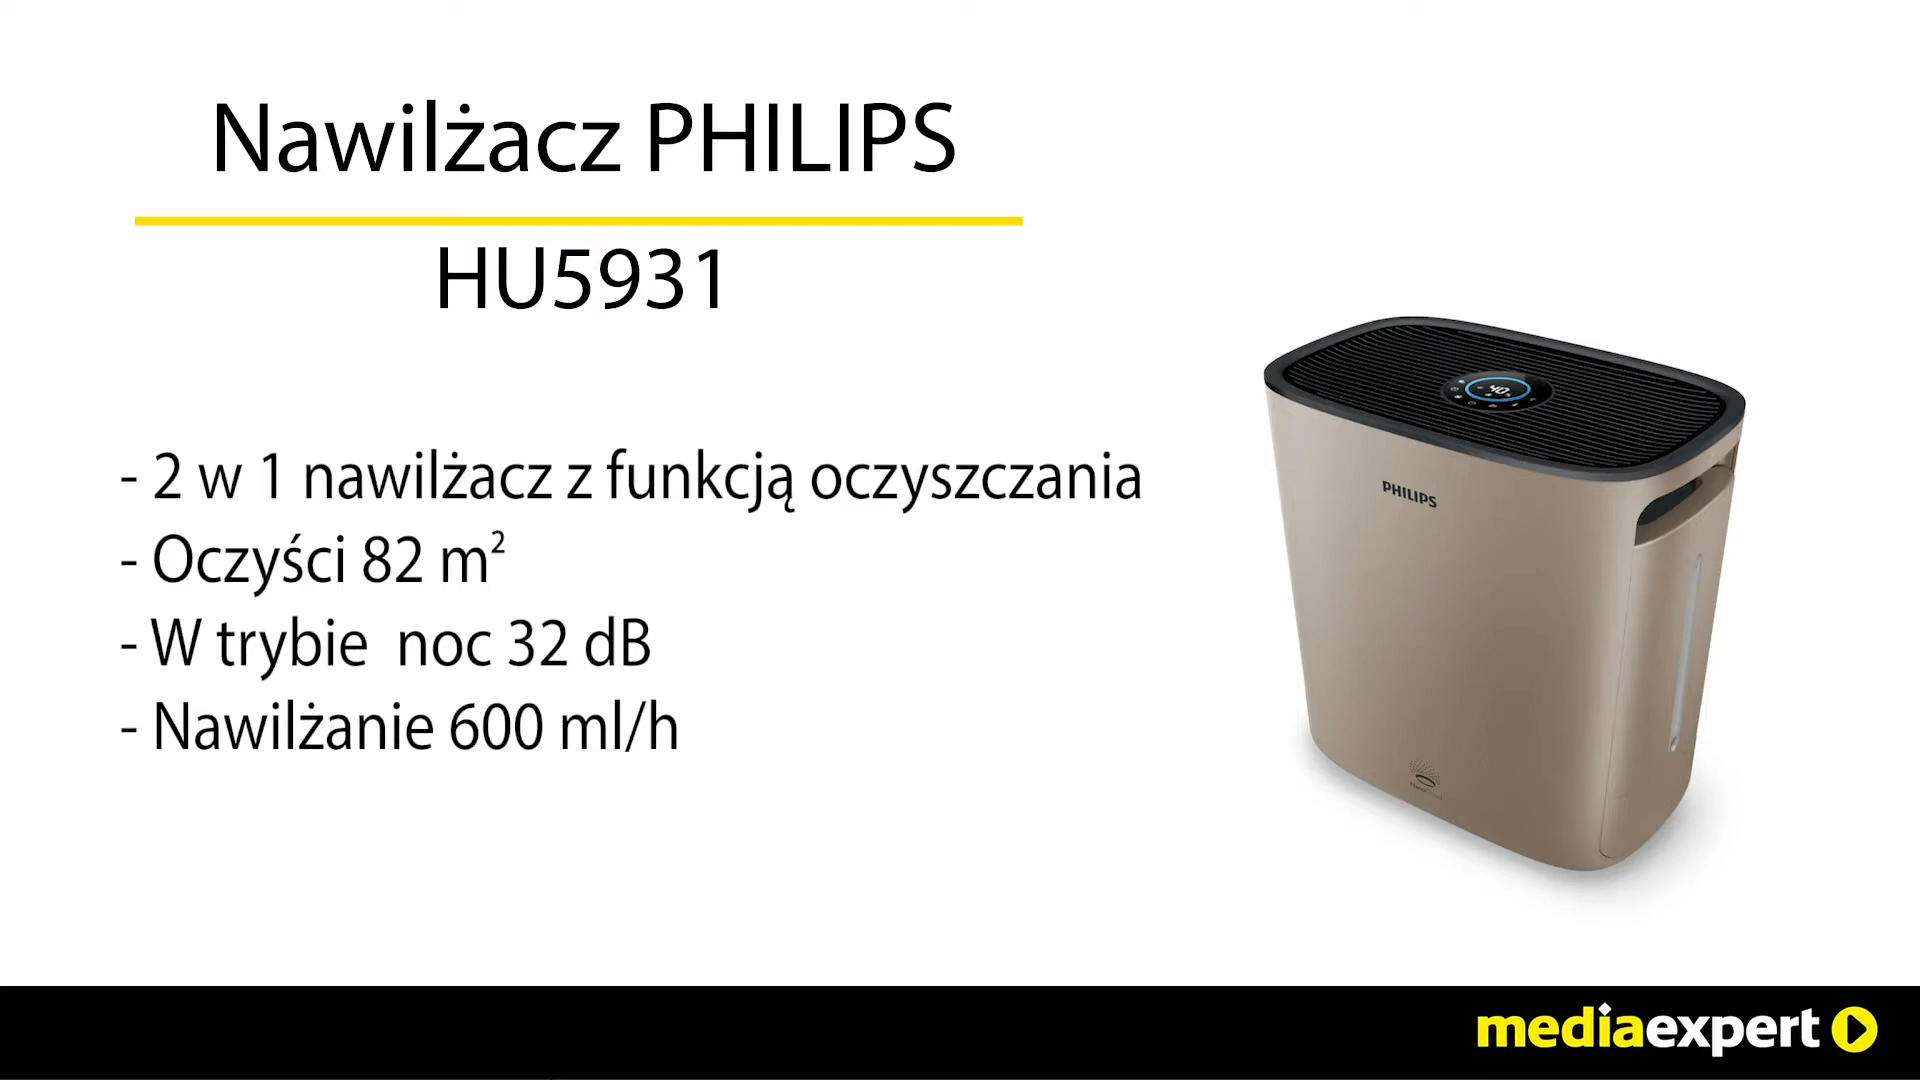 Nawilżacz PHILIPS
HU5931
- 2 w 1 nawilżacz z funkcją oczyszczania
- Oczyści 82 m²
- W trybie  noc 32 dB
- Nawilżanie 600 ml/h
40
PHILIPS
mediaexpert